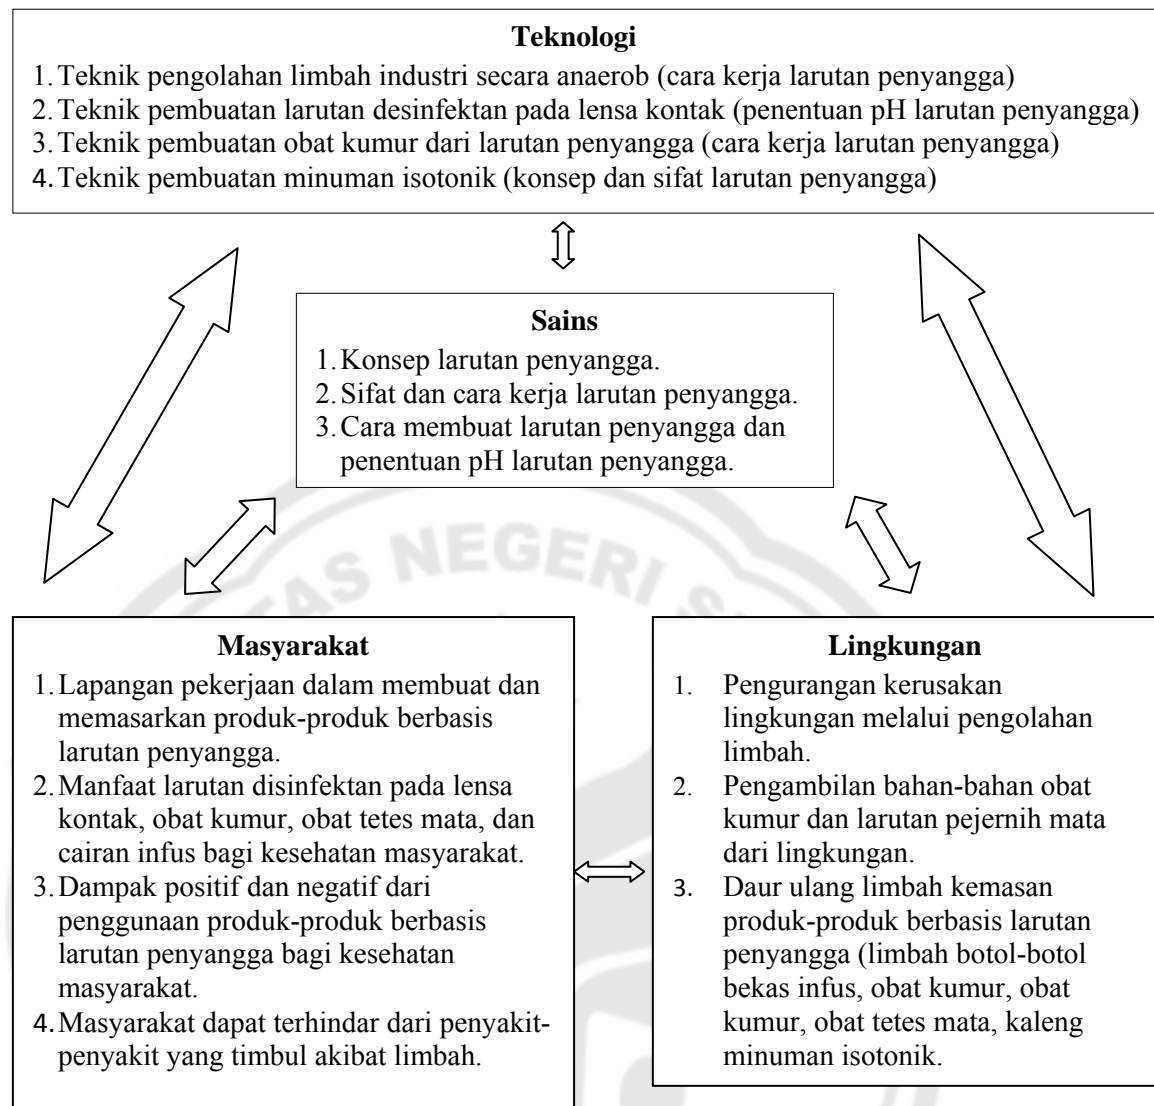 Teknologi
1. Teknik pengolahan limbah industri secara anaerob (cara kerja larutan penyangga)
2. Teknik pembuatan larutan desinfektan pada lensa kontak (penentuan pH larutan penyangga)
3. Teknik pembuatan obat kumur dari larutan penyangga (cara kerja larutan penyangga)
4. Teknik pembuatan minuman isotonik (konsep dan sifat larutan penyangga)
Sains
1. Konsep larutan penyangga.
2. Sifat dan cara kerja larutan penyangga.
3. Cara membuat larutan penyangga dan
penentuan pH larutan penyangga.
AS NEGERI S
Masyarakat
1. Lapangan pekerjaan dalam membuat dan
memasarkan produk-produk berbasis
larutan penyangga.
2. Manfaat larutan disinfektan pada lensa
kontak, obat kumur, obat tetes mata, dan
cairan infus bagi kesehatan masyarakat.
3. Dampak positif dan negatif dari
penggunaan produk-produk berbasis
larutan penyangga bagi kesehatan
masyarakat.
4. Masyarakat dapat terhindar dari penyakit-
penyakit yang timbul akibat limbah.
Lingkungan
1. Pengurangan kerusakan
lingkungan melalui pengolahan
limbah.
2. Pengambilan bahan-bahan obat
kumur dan larutan pejernih mata
dari lingkungan.
3. Daur ulang limbah kemasan
produk-produk berbasis larutan
penyangga (limbah botol-botol
bekas infus, obat kumur, obat
kumur, obat tetes mata, kaleng
minuman isotonik.